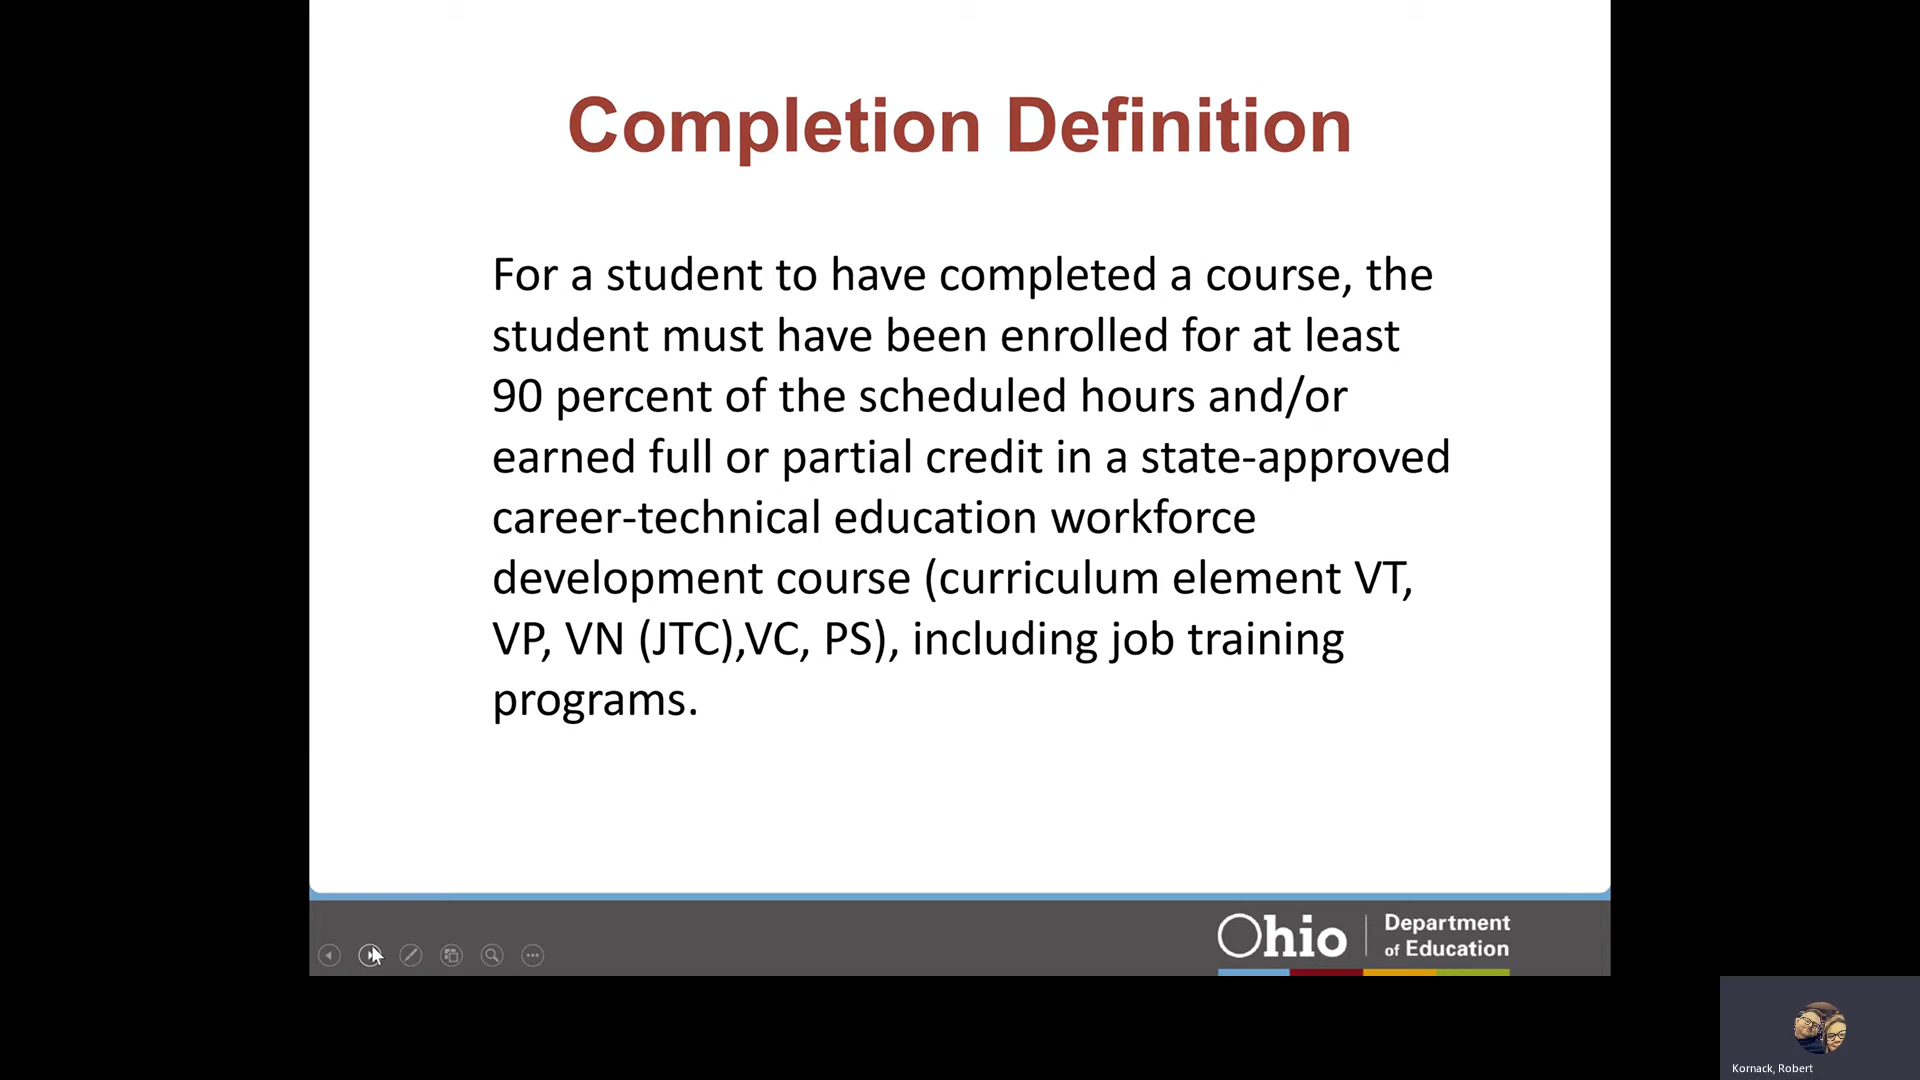 Completion Definition
For a student to have completed a course, the
student must have been enrolled for at least
90 percent of the scheduled hours and/or
earned full or partial credit in a state-approved
career-technical education workforce
development course (curriculum element VT,
VP, VN (JTC),VC, PS), including job training
programs.
Ohio
Department
of Education
Kornack, Robert